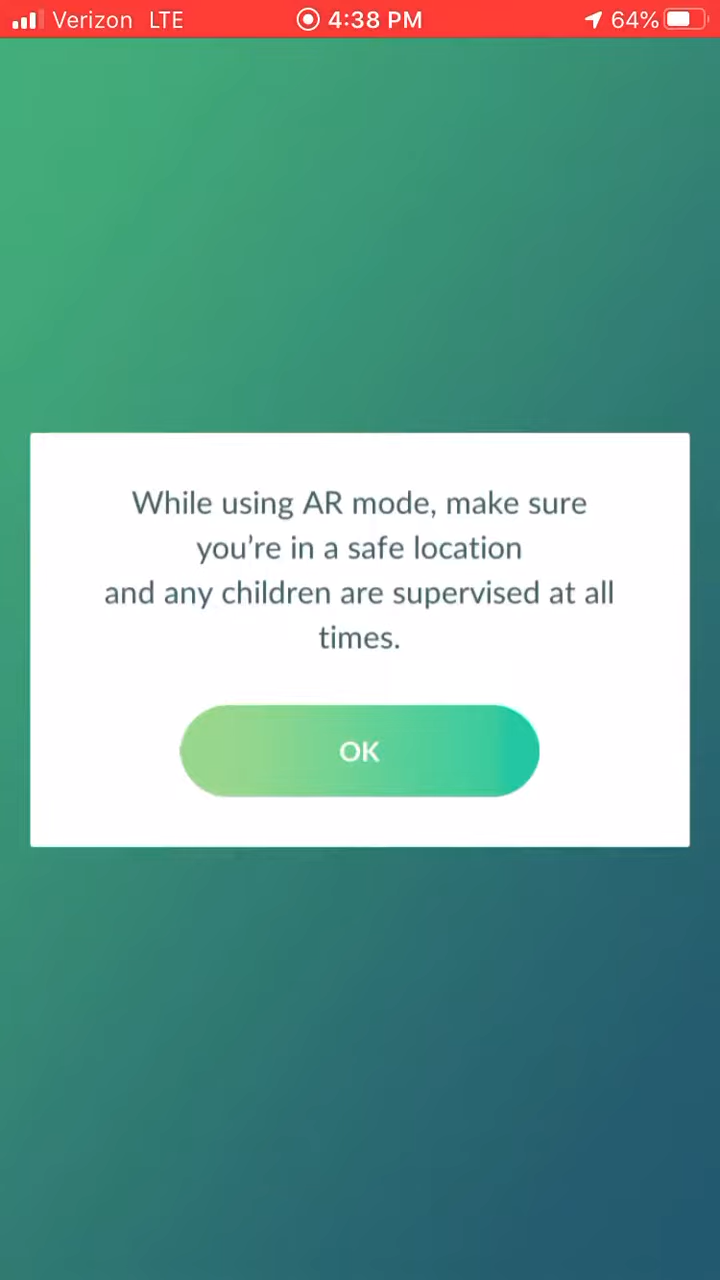 Verizon LTE 4:38 PM 64%
While using AR mode, make sure
you’re in a safe location
and any children are supervised at all
times.
OK